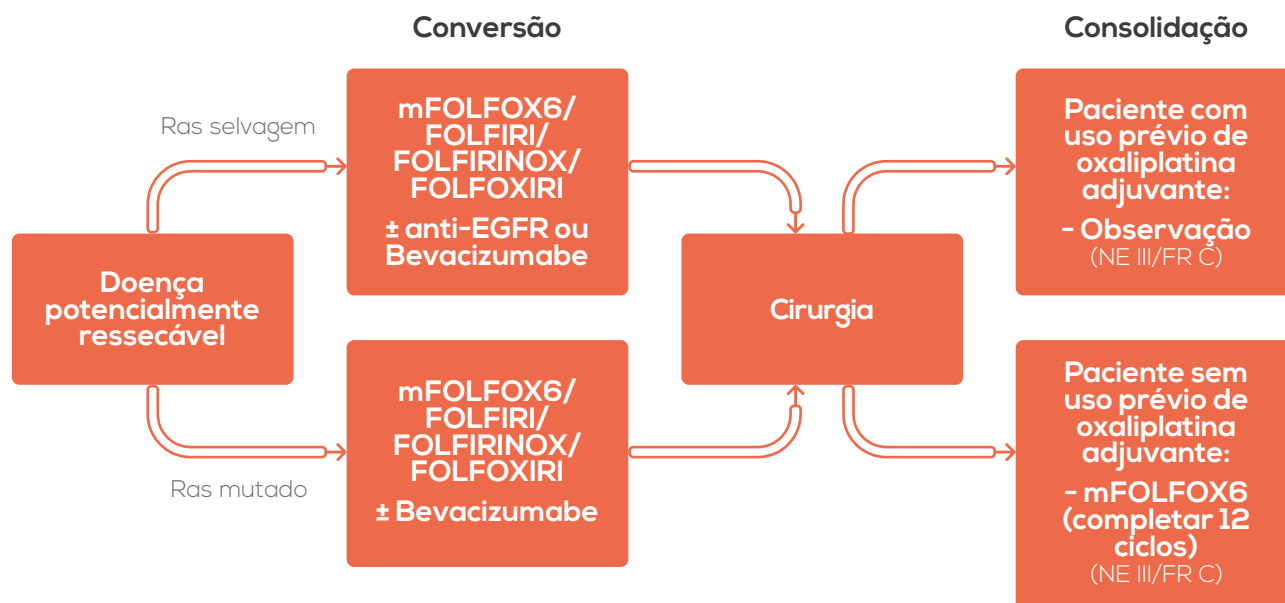 Conversão
Consolidação
Ras selvagem
mFOLFOX6/
FOLFIRI/
FOLFIRINOX/
FOLFOXIRI
± anti-EGFR ou
Bevacizumabe
Doença
potencialmente
ressecável
Ras mutado
mFOLFOX6/
FOLFIRI/
FOLFIRINOX/
FOLFOXIRI
± Bevacizumabe
Cirurgia
Paciente com
uso prévio de
oxaliplatina
adjuvante:
- Observação
(NE III/FR C)
Paciente sem
uso prévio de
oxaliplatina
adjuvante:
- mFOLFOX6
(completar 12
ciclos)
(NE III/FR C)